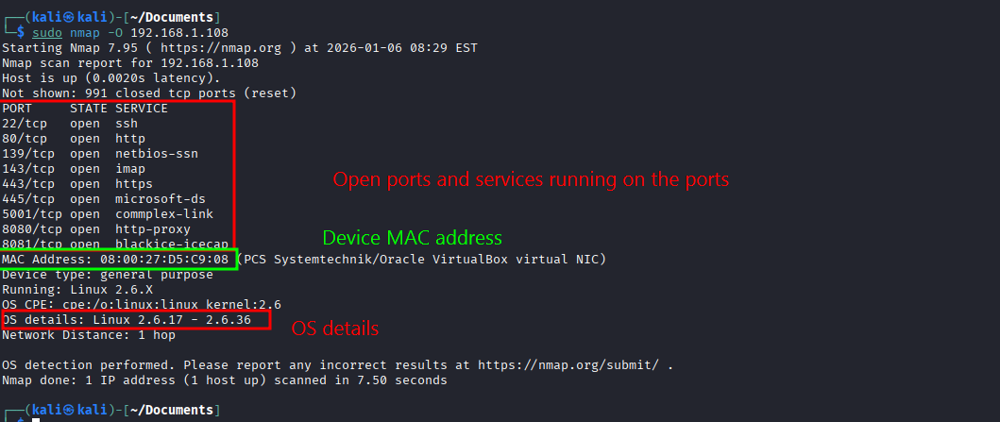 ┌──(kali㉿kali)-[~/Documents]
└─$ sudo nmap -O 192.168.1.108
Starting Nmap 7.95 ( https://nmap.org ) at 2026-01-06 08:29 EST
Nmap scan report for 192.168.1.108
Host is up (0.0020s latency).
Not shown: 991 closed tcp ports (reset)
PORT     STATE SERVICE
22/tcp   open  ssh
80/tcp   open  http
139/tcp  open  netbios-ssn
143/tcp  open  imap
443/tcp  open  https
Open ports and services running on the ports
445/tcp  open  microsoft-ds
5001/tcp open  commplex-link
8080/tcp open  http-proxy
Device MAC address
8081/tcp open  blackice-icecap
MAC Address: 08:00:27:D5:C9:08 (PCS Systemtechnik/Oracle VirtualBox virtual NIC)
Device type: general purpose
Running: Linux 2.6.X
OS CPE: cpe:/o:linux:linux_kernel:2.6
OS details: Linux 2.6.17 - 2.6.36
OS details
Network Distance: 1 hop
OS detection performed. Please report any incorrect results at https://nmap.org/submit/ .
Nmap done: 1 IP address (1 host up) scanned in 7.50 seconds
┌──(kali㉿kali)-[~/Documents]
└─$